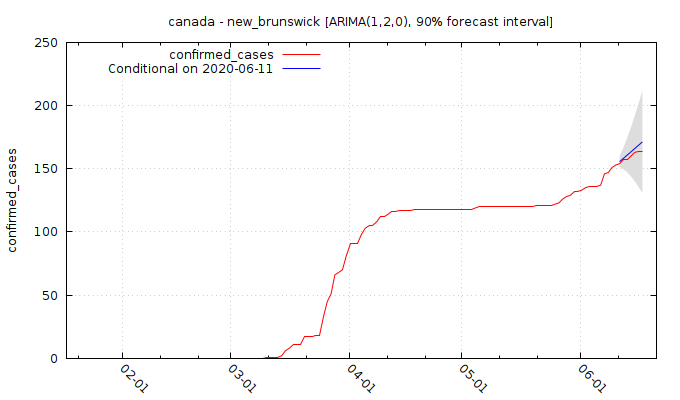 canada - new_brunswick [ARIMA(1,2,0), 90% forecast interval]
confirmed_cases
Conditional on 2020-06-11
confirmed_cases
250
200
150
100
50
0
02-01
03-01
04-01
05-01
06-01